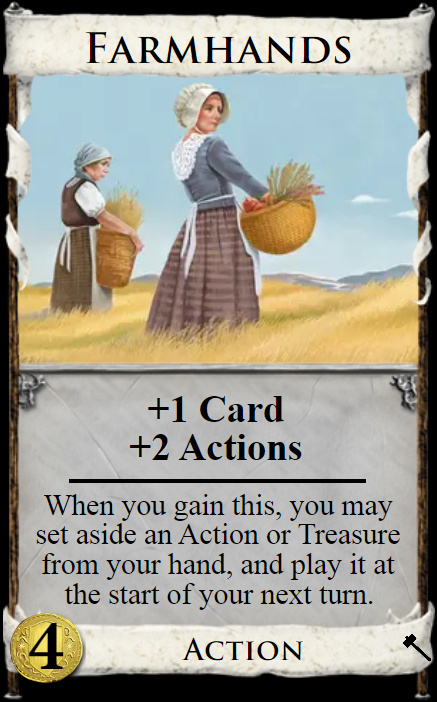 Farmhands
+1 Card
+2 Actions
When you gain this, you may
set aside an Action or Treasure
from your hand, and play it at
the start of your next turn.
4
Action